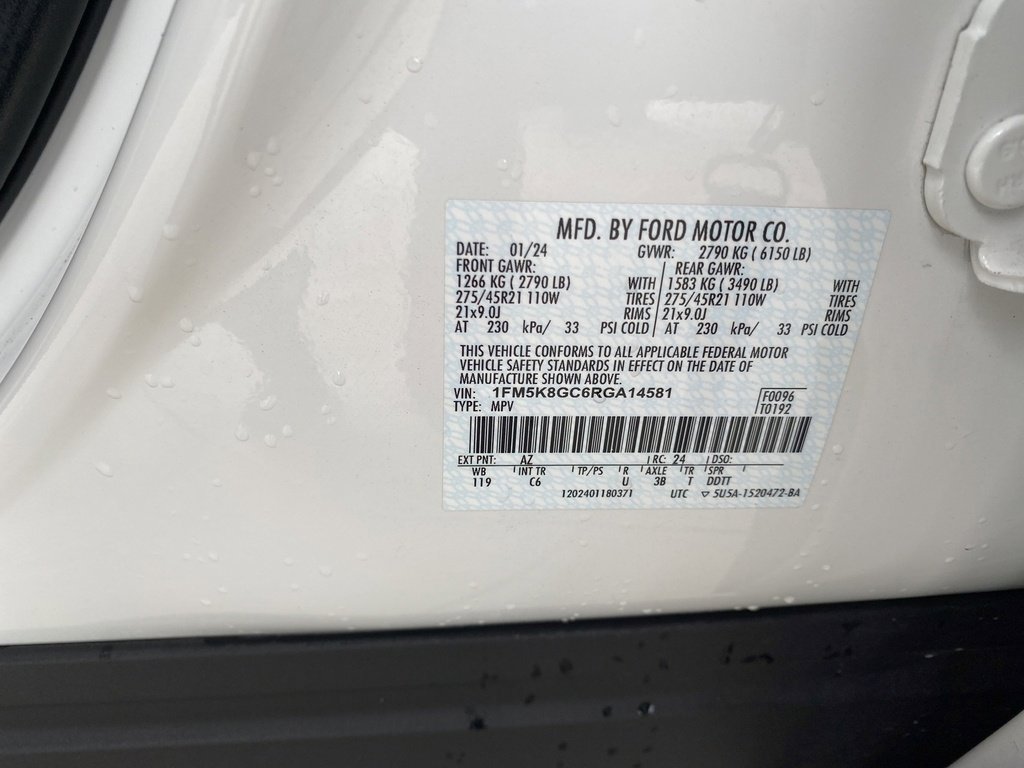 MFD. BY FORD MOTOR CO.
DATE: 01/24 GVWR: 2790 KG ( 6150 LB)
FRONT GAWR: REAR GAWR:
1266 KG ( 2790 LB) WITH 1583 KG ( 3490 LB) WITH
275/45R21 110W TIRES 275/45R21 110W TIRES
21x9.0J RIMS 21x9.0J RIMS
AT 230 kPa/ 33 PSI COLD AT 230 kPa/ 33 PSI COLD
THIS VEHICLE CONFORMS TO ALL APPLICABLE FEDERAL MOTOR
VEHICLE SAFETY STANDARDS IN EFFECT ON THE DATE OF
MANUFACTURE SHOWN ABOVE.
VIN: 1FM5K8GC6RGA14581 F0096
TYPE: MPV T0192
EXT PNT: AZ RC: 24 DSO:
WB INT TR TP/PS R AXLE TR SPR
119 C6 U 3B T DDTT
1202401180371 UTC ▽ 5U5A-1520472-BA